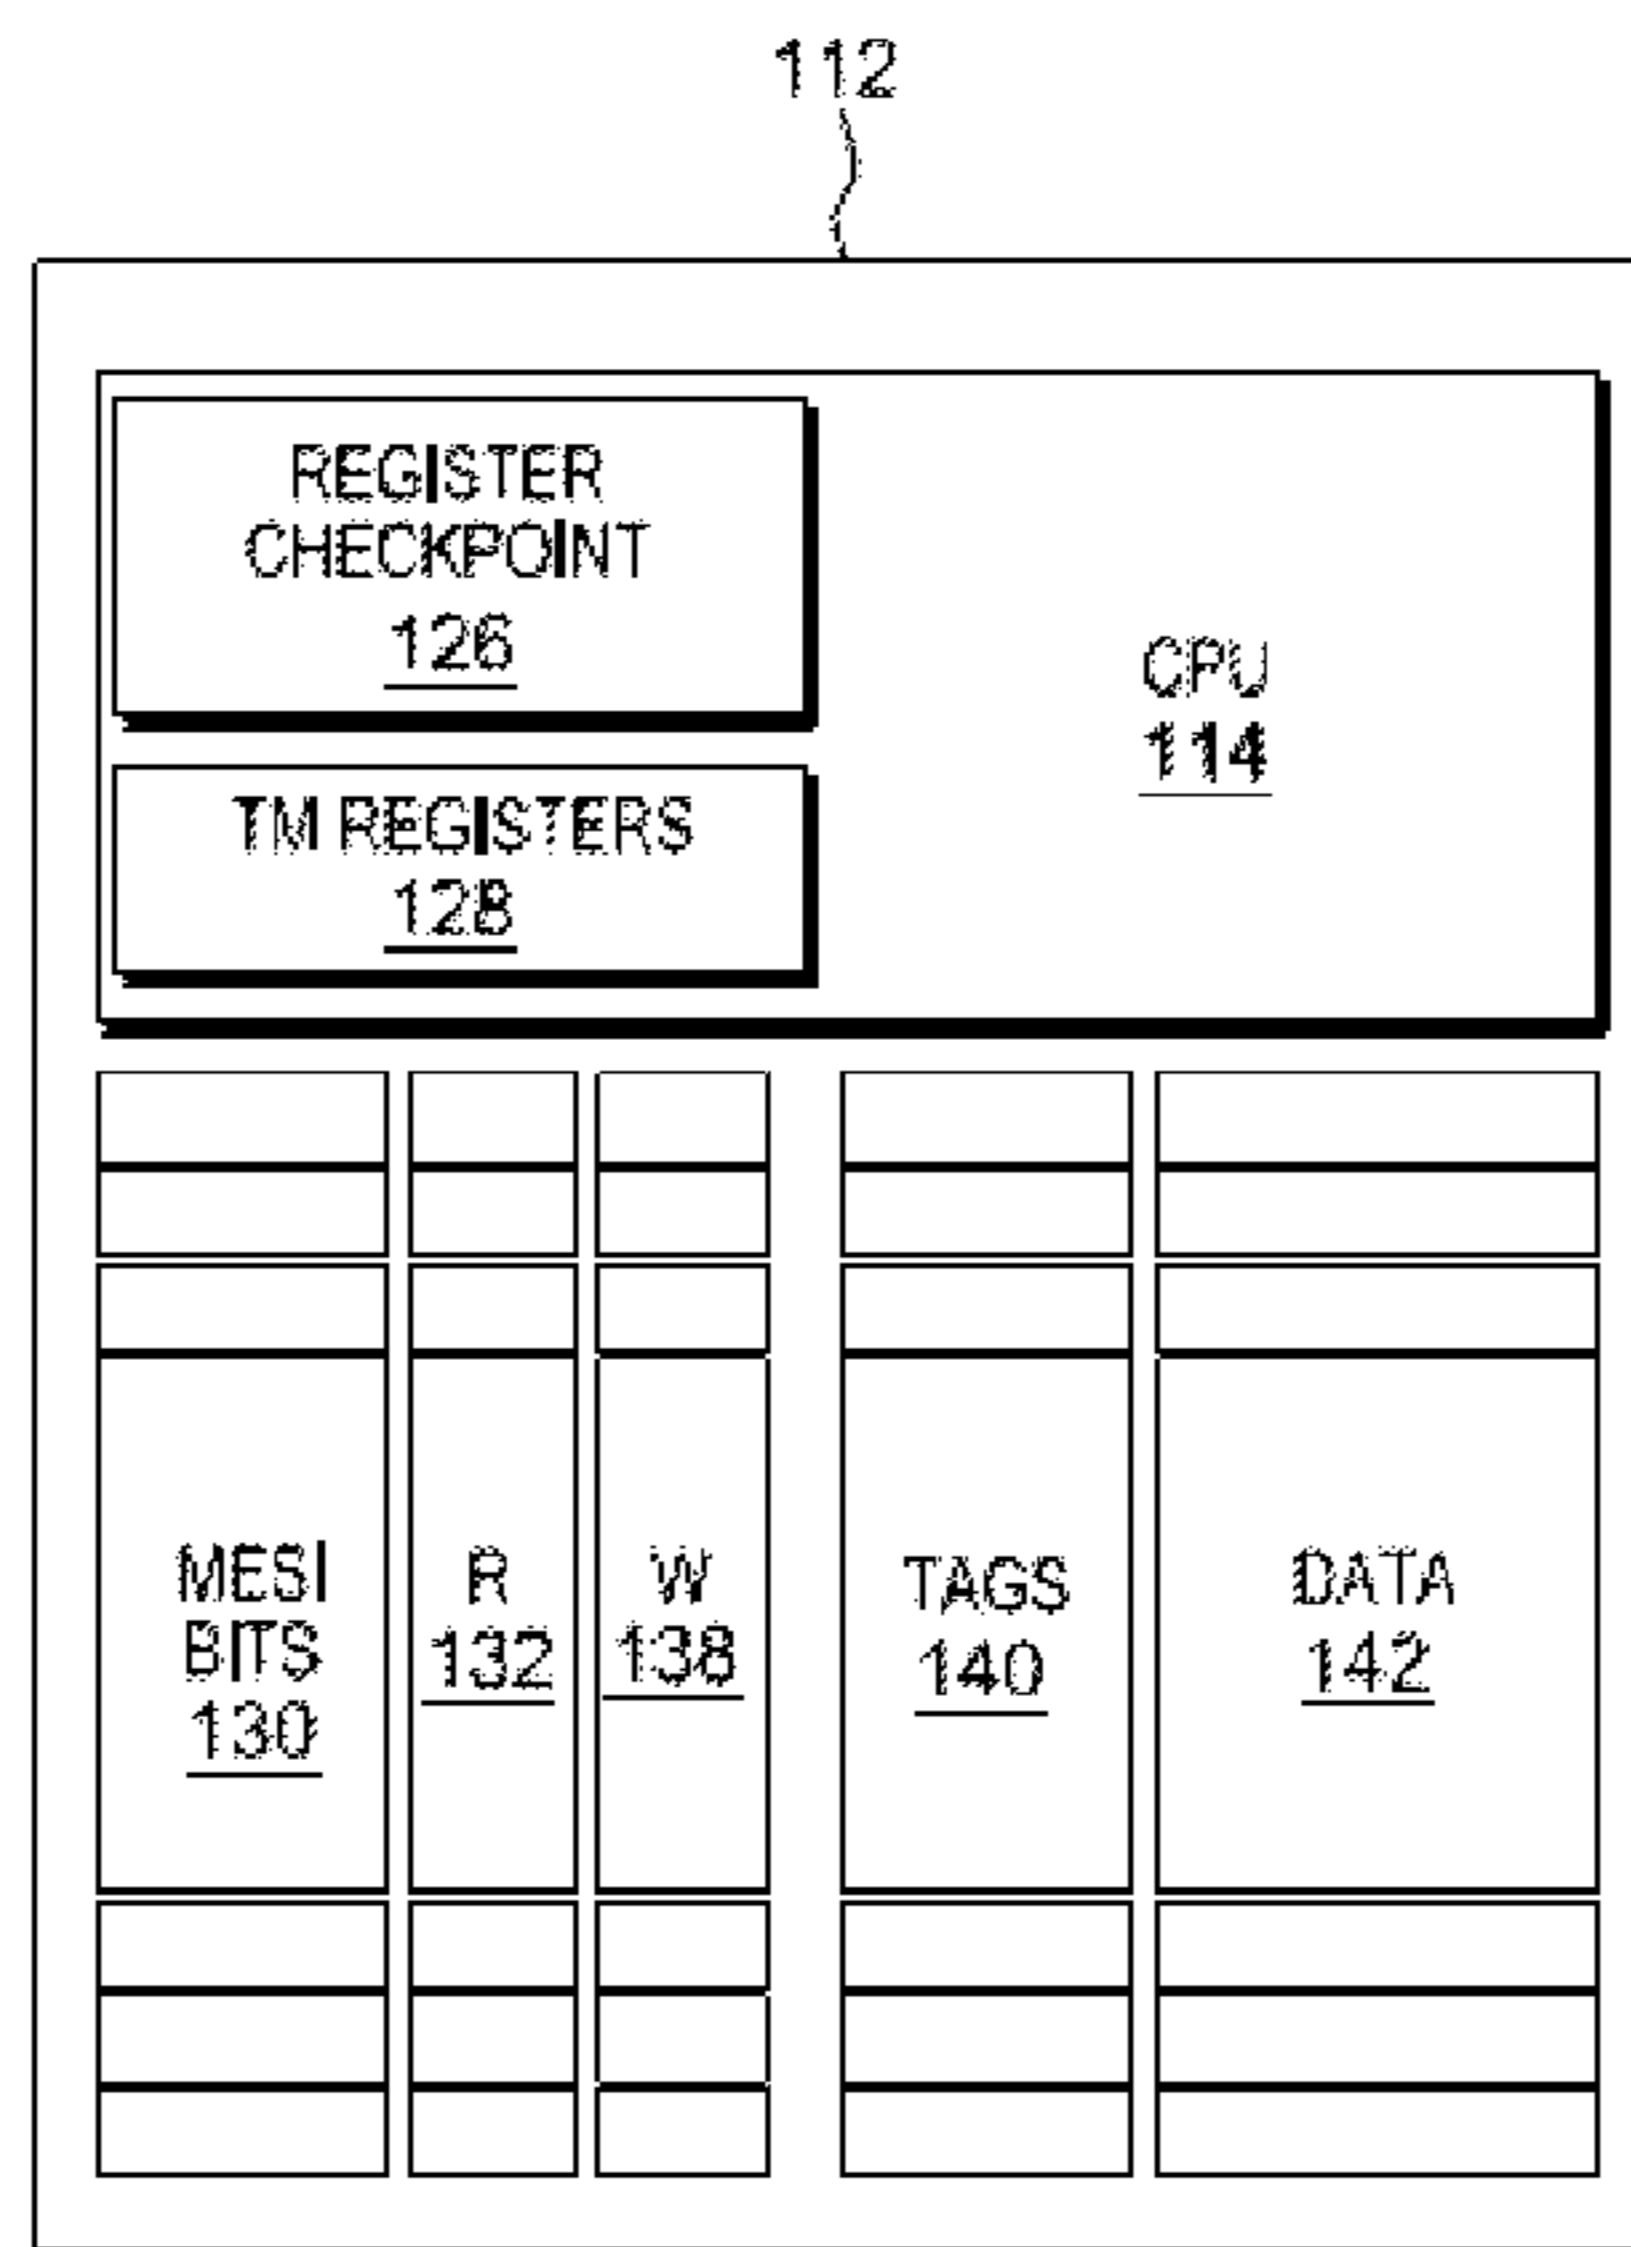 112
REGISTER
CHECKPOINT
126
CPU
114
TM REGISTERS
128
MESI
BITS
130
R
132
W
138
TAGS
140
DATA
142